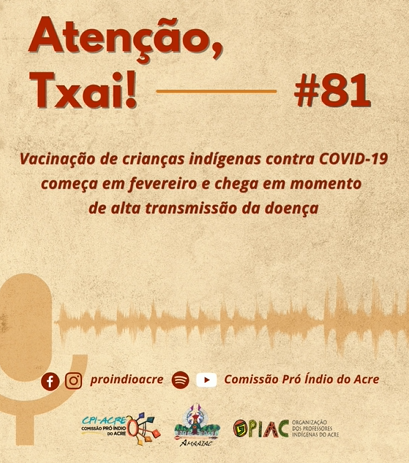 Atenção,
Txai!
#81
Vacinação de crianças indígenas contra COVID-19
começa em fevereiro e chega em momento
de alta transmissão da doença
proindioacre
Comissão Pró Índio do Acre
CPI-ACRE
COMISSÃO PRÓ ÍNDIO
DO ACRE
AMAAIAC
OPIAC
ORGANIZAÇÃO
DOS PROFESSORES
INDÍGENAS DO ACRE